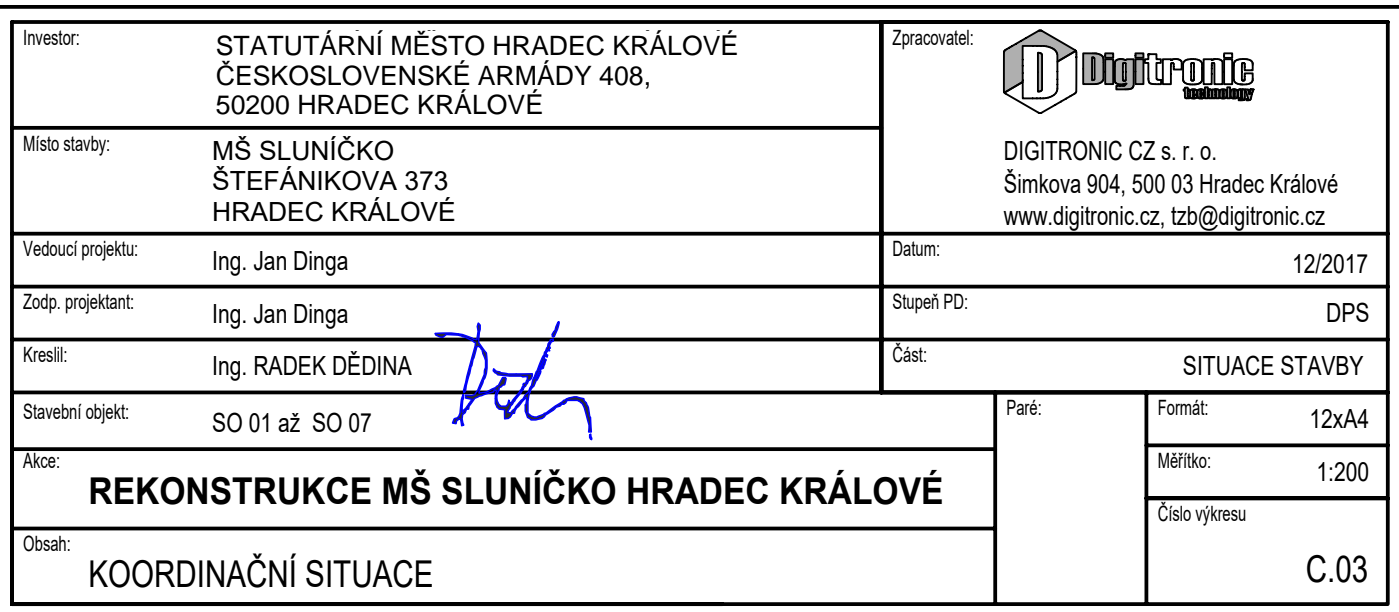 Investor:
STATUTÁRNÍ MĚSTO HRADEC KRÁLOVÉ
ČESKOSLOVENSKÉ ARMÁDY 408,
50200 HRADEC KRÁLOVÉ
Zpracovatel:
Digitronic
technology
DIGITRONIC CZ s. r. o.
Šimkova 904, 500 03 Hradec Králové
www.digitronic.cz, tzb@digitronic.cz
Místo stavby:
MŠ SLUNÍČKO
ŠTEFÁNIKOVA 373
HRADEC KRÁLOVÉ
Vedoucí projektu:
Ing. Jan Dinga
Datum:
12/2017
Zodp. projektant:
Ing. Jan Dinga
Stupeň PD:
DPS
Kreslil:
Ing. RADEK DĚDINA
Část:
SITUACE STAVBY
Stavební objekt:
SO 01 až SO 07
Paré:
Formát:
12xA4
Akce:
REKONSTRUKCE MŠ SLUNÍČKO HRADEC KRÁLOVÉ
Měřítko:
1:200
Obsah:
KOORDINAČNÍ SITUACE
Číslo výkresu
C.03